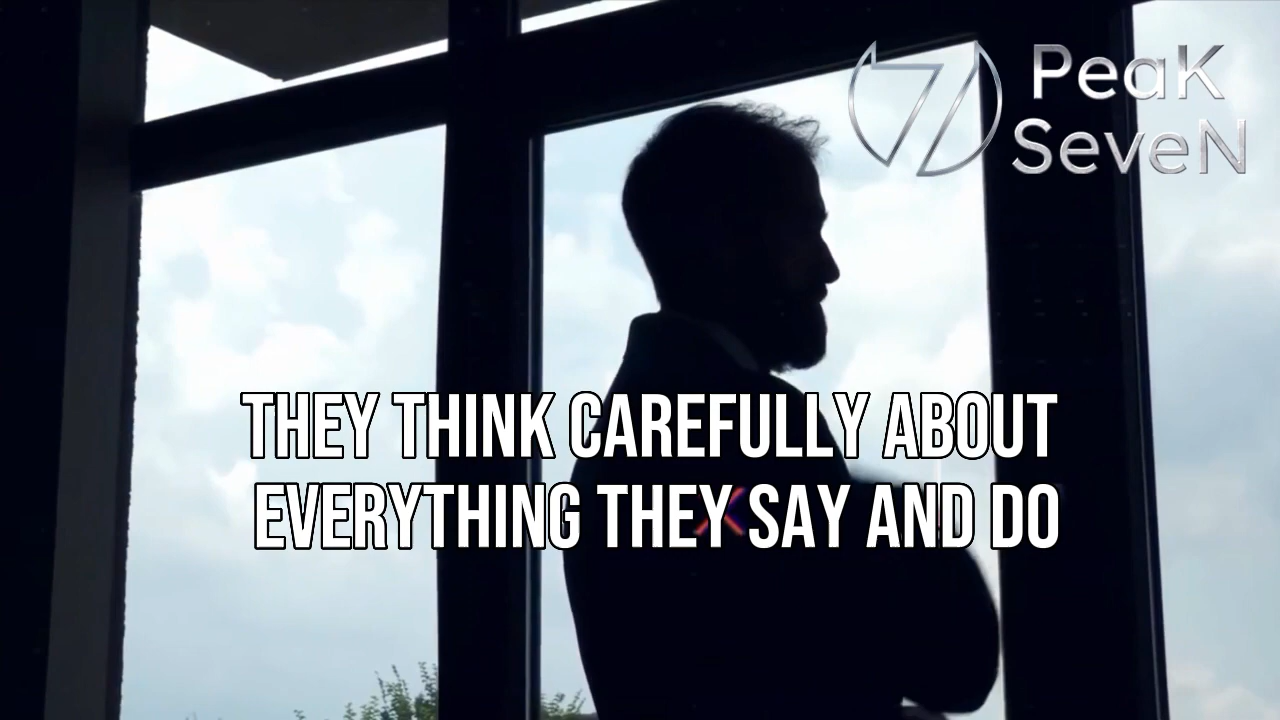 PeaK
SeveN
THEY THINK CAREFULLY ABOUT
EVERYTHING THEY SAY AND DO